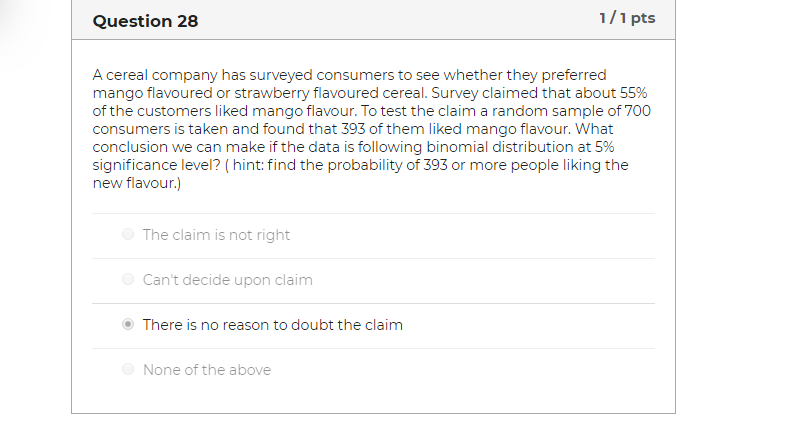 Question 28
1 / 1 pts
A cereal company has surveyed consumers to see whether they preferred
mango flavoured or strawberry flavoured cereal. Survey claimed that about 55%
of the customers liked mango flavour. To test the claim a random sample of 700
consumers is taken and found that 393 of them liked mango flavour. What
conclusion we can make if the data is following binomial distribution at 5%
significance level? ( hint: find the probability of 393 or more people liking the
new flavour.)
The claim is not right
Can't decide upon claim
There is no reason to doubt the claim
None of the above